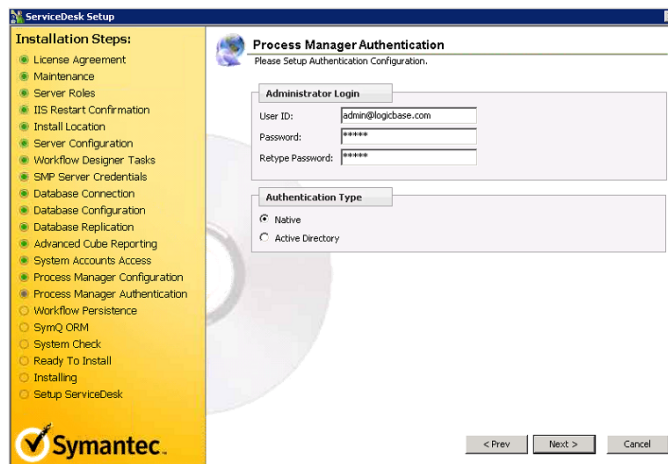 ServiceDesk Setup
Installation Steps:
License Agreement
Maintenance
Server Roles
IIS Restart Confirmation
Install Location
Server Configuration
Workflow Designer Tasks
SMP Server Credentials
Database Connection
Database Configuration
Database Replication
Advanced Cube Reporting
System Accounts Access
Process Manager Configuration
Process Manager Authentication
Workflow Persistence
SymQ ORM
System Check
Ready To Install
Installing
Setup ServiceDesk
Symantec.
Process Manager Authentication
Please Setup Authentication Configuration.
Administrator Login
User ID: admin@logicbase.com
Password: *****
Retype Password: *****
Authentication Type
Native
Active Directory
< Prev Next > Cancel